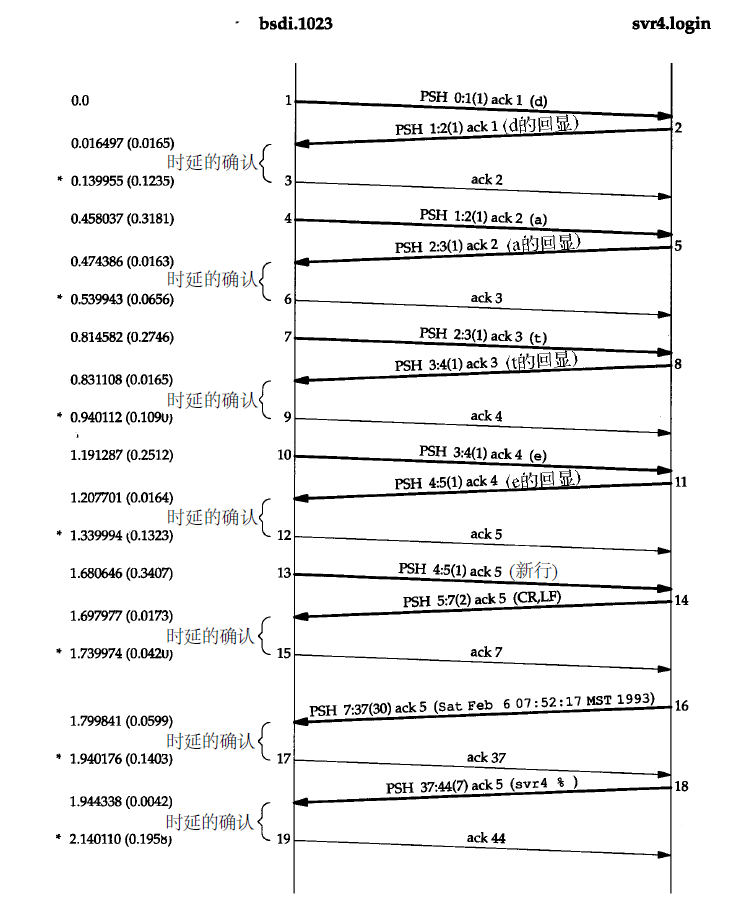 bsdi.1023 svr4.login
0.0 1 PSH 0:1(1) ack 1 (d)
2
0.016497 (0.0165) PSH 1:2(1) ack 1 (d的回显)
时延的确认
* 0.139955 (0.1235) 3 ack 2
0.458037 (0.3181) 4 PSH 1:2(1) ack 2 (a)
5
0.474386 (0.0163) PSH 2:3(1) ack 2 (a的回显)
时延的确认
* 0.539943 (0.0656) 6 ack 3
0.814582 (0.2746) 7 PSH 2:3(1) ack 3 (t)
8
0.831108 (0.0165) PSH 3:4(1) ack 3 (t的回显)
时延的确认
* 0.940112 (0.1090) 9 ack 4
1.191287 (0.2512) 10 PSH 3:4(1) ack 4 (e)
11
1.207701 (0.0164) PSH 4:5(1) ack 4 (e的回显)
时延的确认
* 1.339994 (0.1323) 12 ack 5
1.680646 (0.3407) 13 PSH 4:5(1) ack 5 (新行)
14
1.697977 (0.0173) PSH 5:7(2) ack 5 (CR,LF)
时延的确认
* 1.739974 (0.0420) 15 ack 7
PSH 7:37(30) ack 5 (Sat Feb 6 07:52:17 MST 1993) 16
1.799841 (0.0599)
时延的确认
* 1.940176 (0.1403) 17 ack 37
PSH 37:44(7) ack 5 (svr4 % ) 18
1.944338 (0.0042)
时延的确认
* 2.140110 (0.1958) 19 ack 44